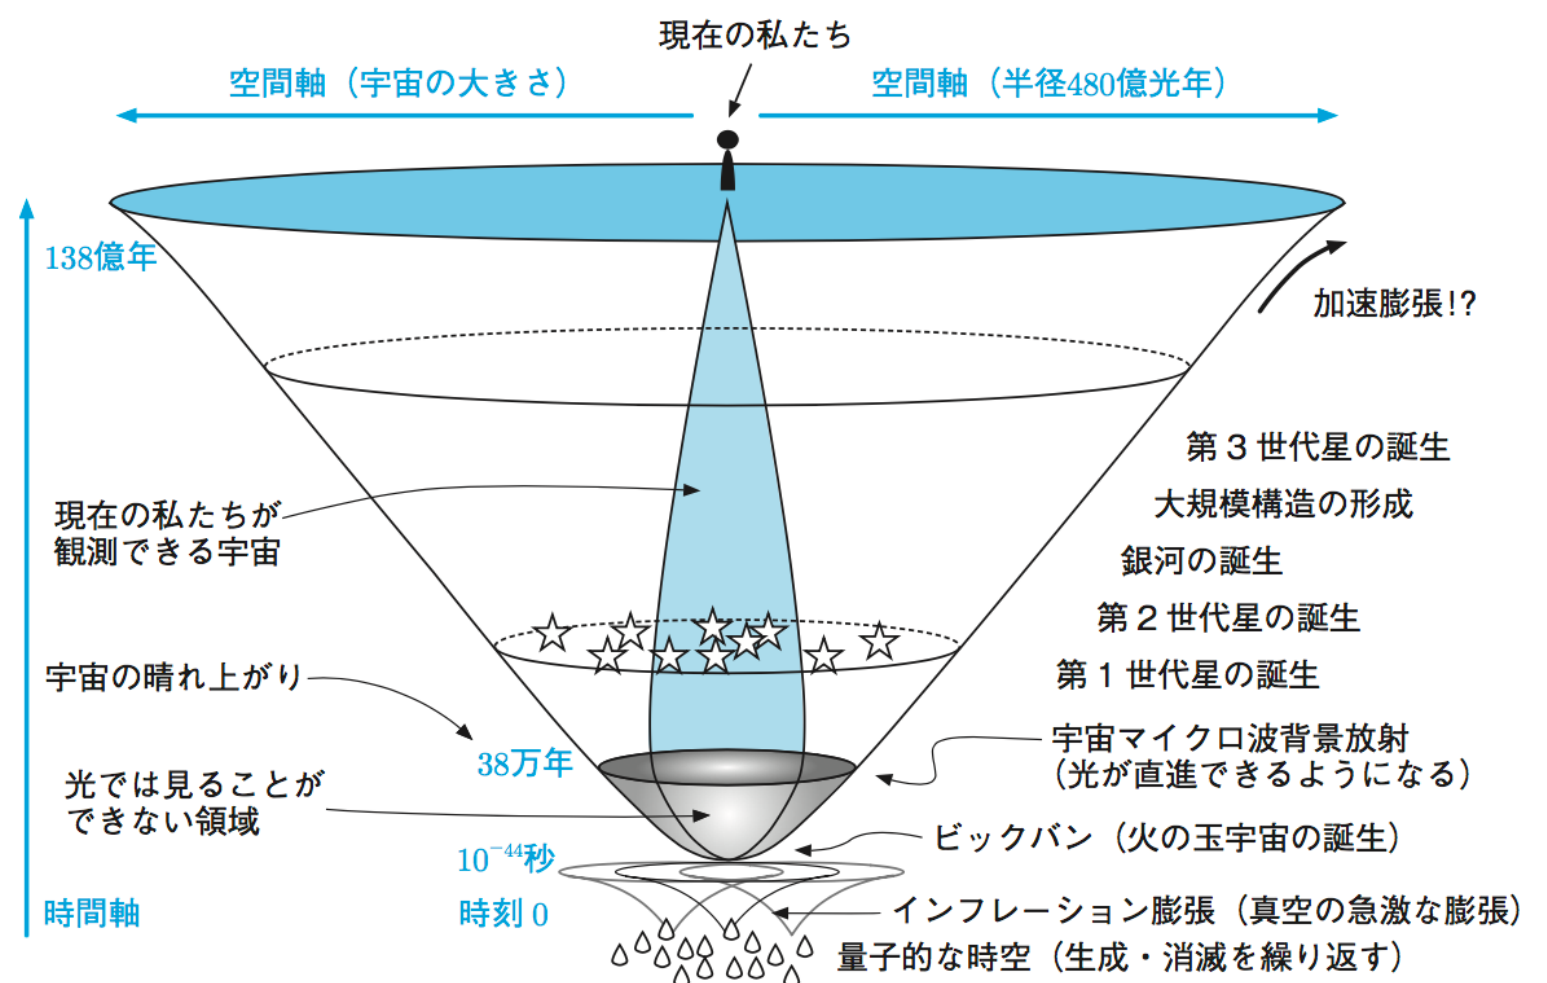 現在の私たち
空間軸（宇宙の大きさ）
空間軸（半径480億光年）
138億年
加速膨張!?
第３世代星の誕生
大規模構造の形成
現在の私たちが
観測できる宇宙
銀河の誕生
第２世代星の誕生
宇宙の晴れ上がり
第１世代星の誕生
38万年
宇宙マイクロ波背景放射
（光が直進できるようになる）
光では見ることが
できない領域
ビックバン（火の玉宇宙の誕生）
10⁻⁴⁴秒
時間軸
時刻 0
インフレーション膨張（真空の急激な膨張）
量子的な時空（生成・消滅を繰り返す）